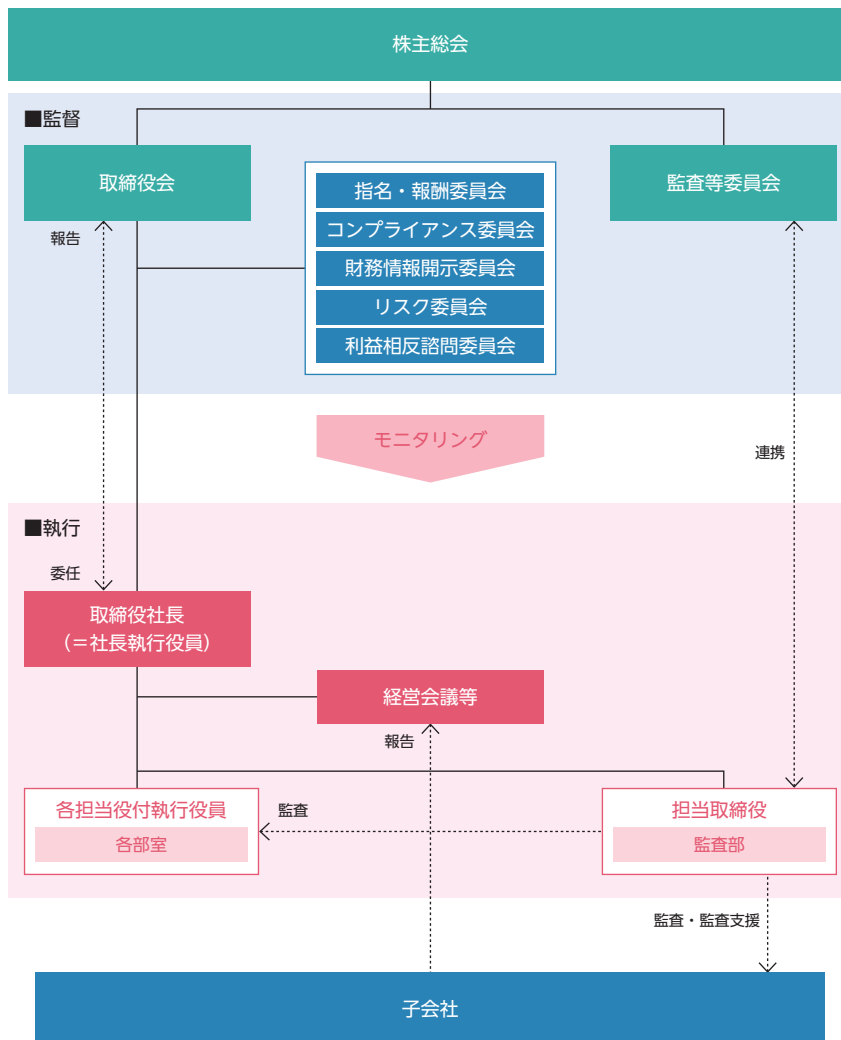 株主総会
■監督
取締役会
監査等委員会
指名・報酬委員会
コンプライアンス委員会
財務情報開示委員会
リスク委員会
利益相反諮問委員会
報告
モニタリング
連携
■執行
委任
取締役社長
（＝社長執行役員）
経営会議等
報告
各担当役付執行役員
各部室
監査
担当取締役
監査部
監査・監査支援
子会社